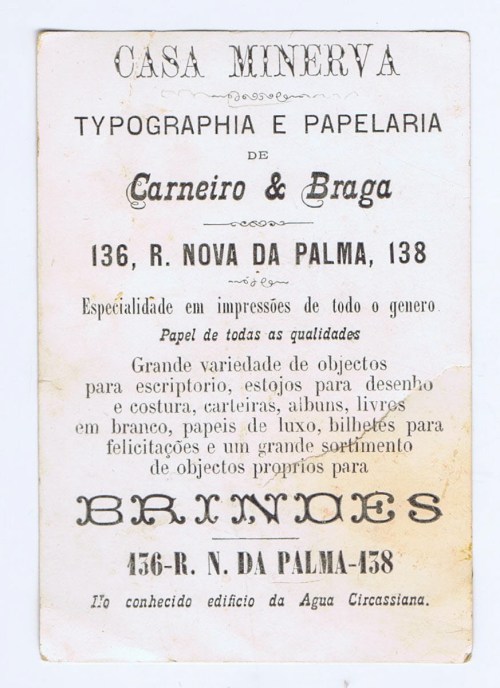 CASA MINERVA
TYPOGRAPHIA E PAPELARIA
DE
Carneiro & Braga
136, R. NOVA DA PALMA, 138
Especialidade em impressões de todo o genero
Papel de todas as qualidades
Grande variedade de objectos
para escriptorio, estojos para desenho
e costura, carteiras, albuns, livros
em branco, papeis de luxo, bilhetes para
felicitações e um grande sortimento
de objectos proprios para
BRINDES
136-R. N. DA PALMA-138
No conhecido edificio da Agua Circassiana.